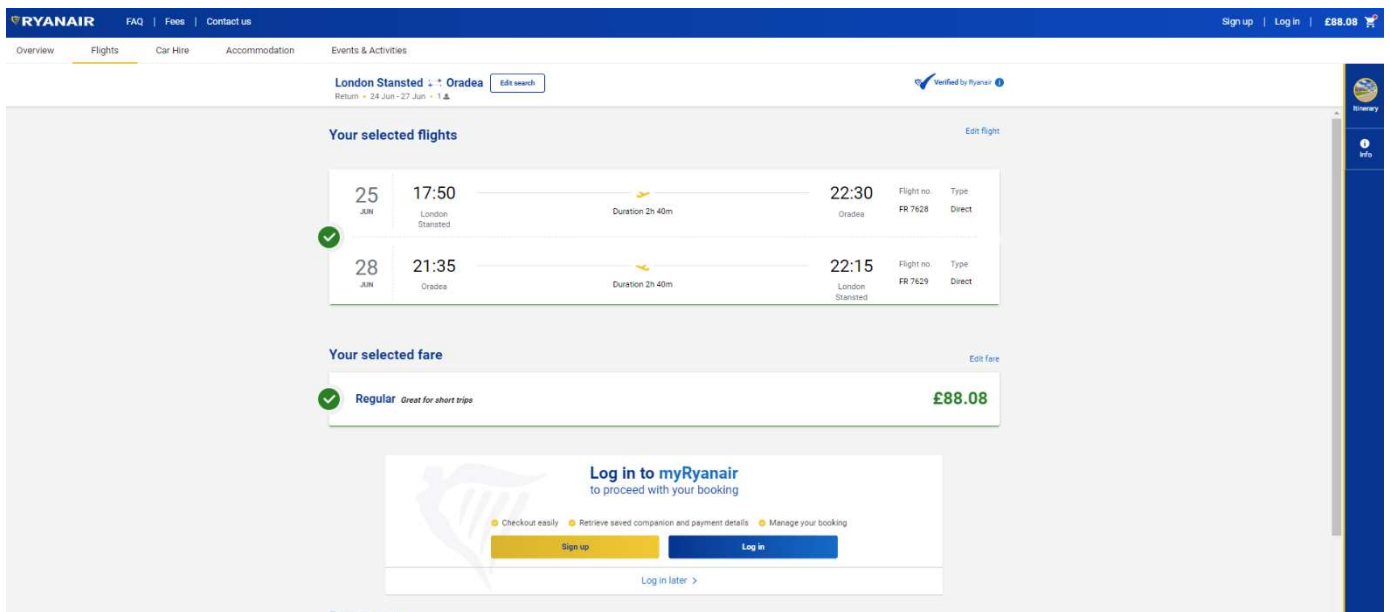 RYANAIR FAQ | Fees | Contact us Sign up | Log in | £88.08
Overview Flights Car Hire Accommodation Events & Activities
London Stansted Oradea Edit search
Return • 24 Jun - 27 Jun • 1
Verified by Ryanair i
Itinerary
i
Info
Your selected flights Edit flight
25 17:50 22:30 Flight no. Type
JUN London Duration 2h 40m Oradea FR 7628 Direct
Stansted
28 21:35 22:15 Flight no. Type
JUN Oradea Duration 2h 40m London FR 7629 Direct
Stansted
Your selected fare Edit fare
Regular Great for short trips £88.08
Log in to myRyanair
to proceed with your booking
Checkout easily Retrieve saved companion and payment details Manage your booking
Sign up Log in
Log in later >